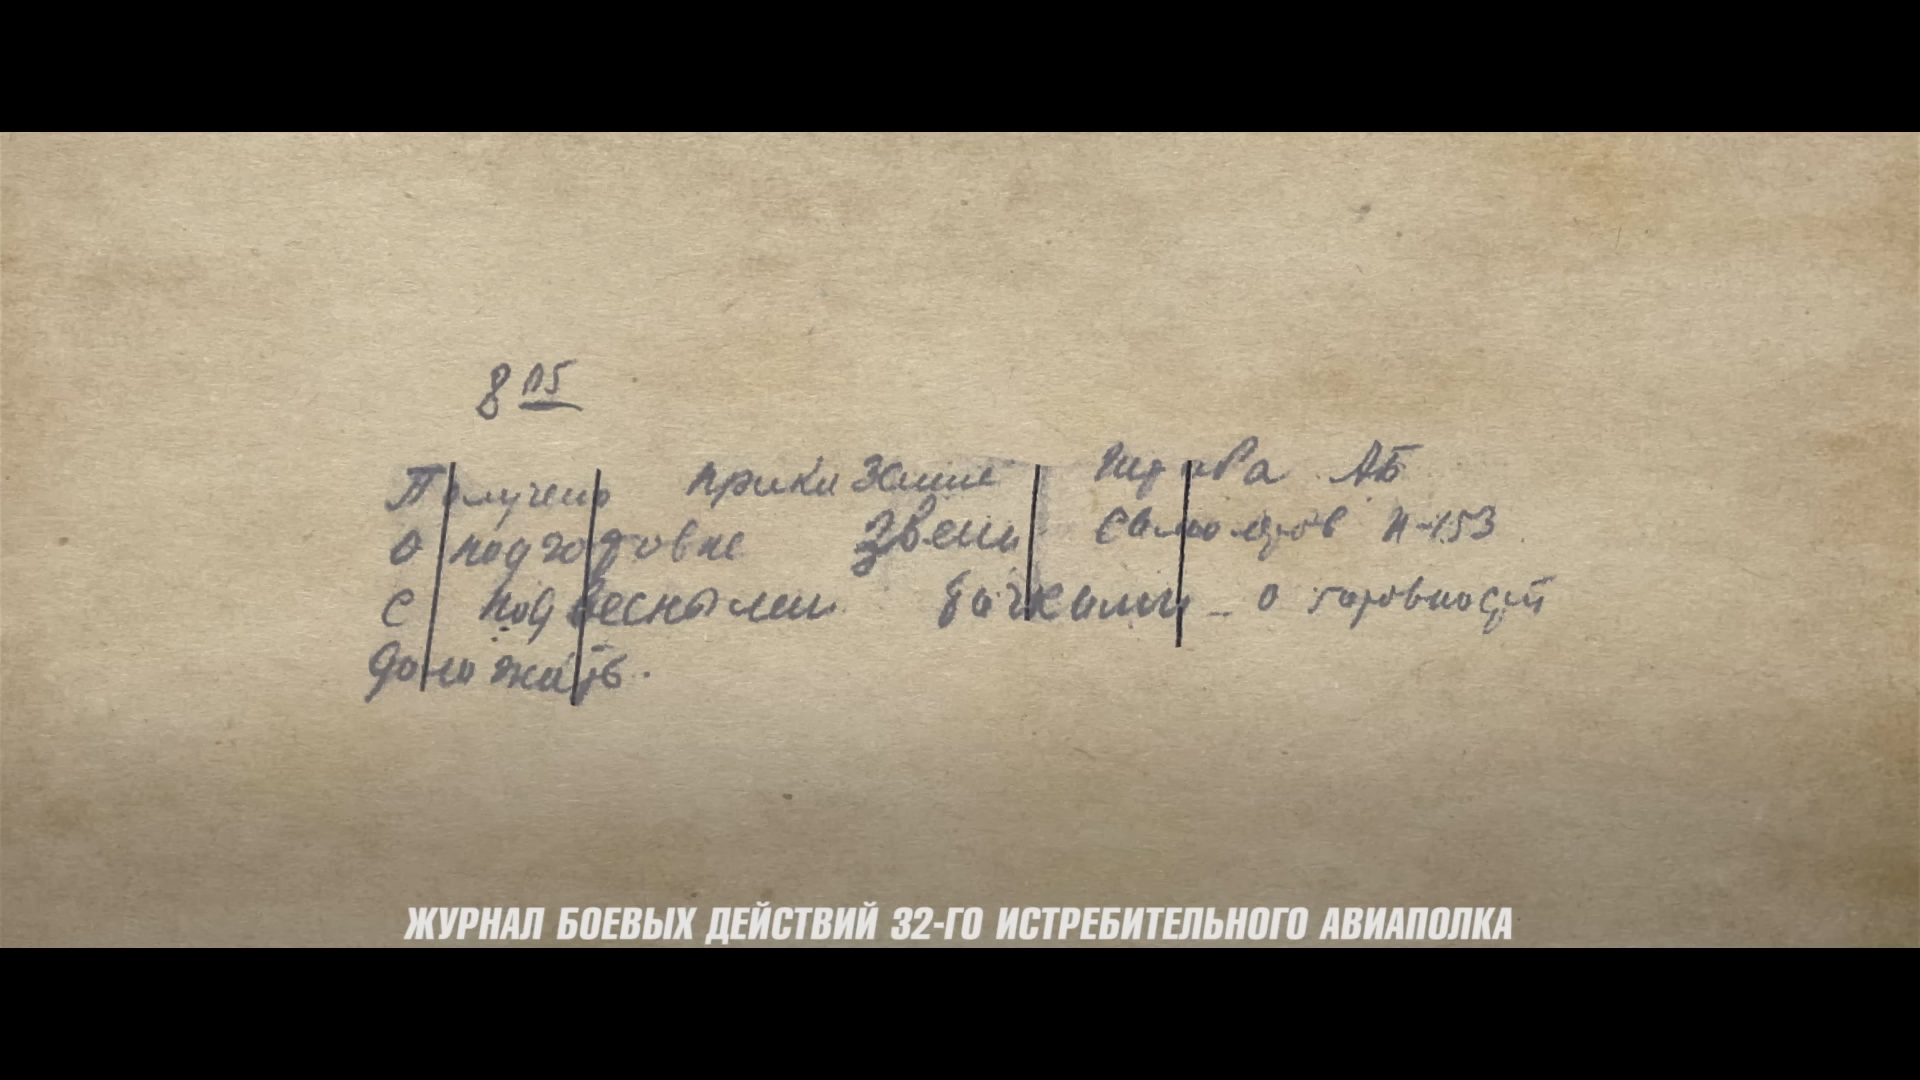 8 15
Получено приказание штаба АБ
о подготовке звена самолетов И-153
с подвесными бачками - о готовности
доложить.
ЖУРНАЛ БОЕВЫХ ДЕЙСТВИЙ 32-ГО ИСТРЕБИТЕЛЬНОГО АВИАПОЛКА